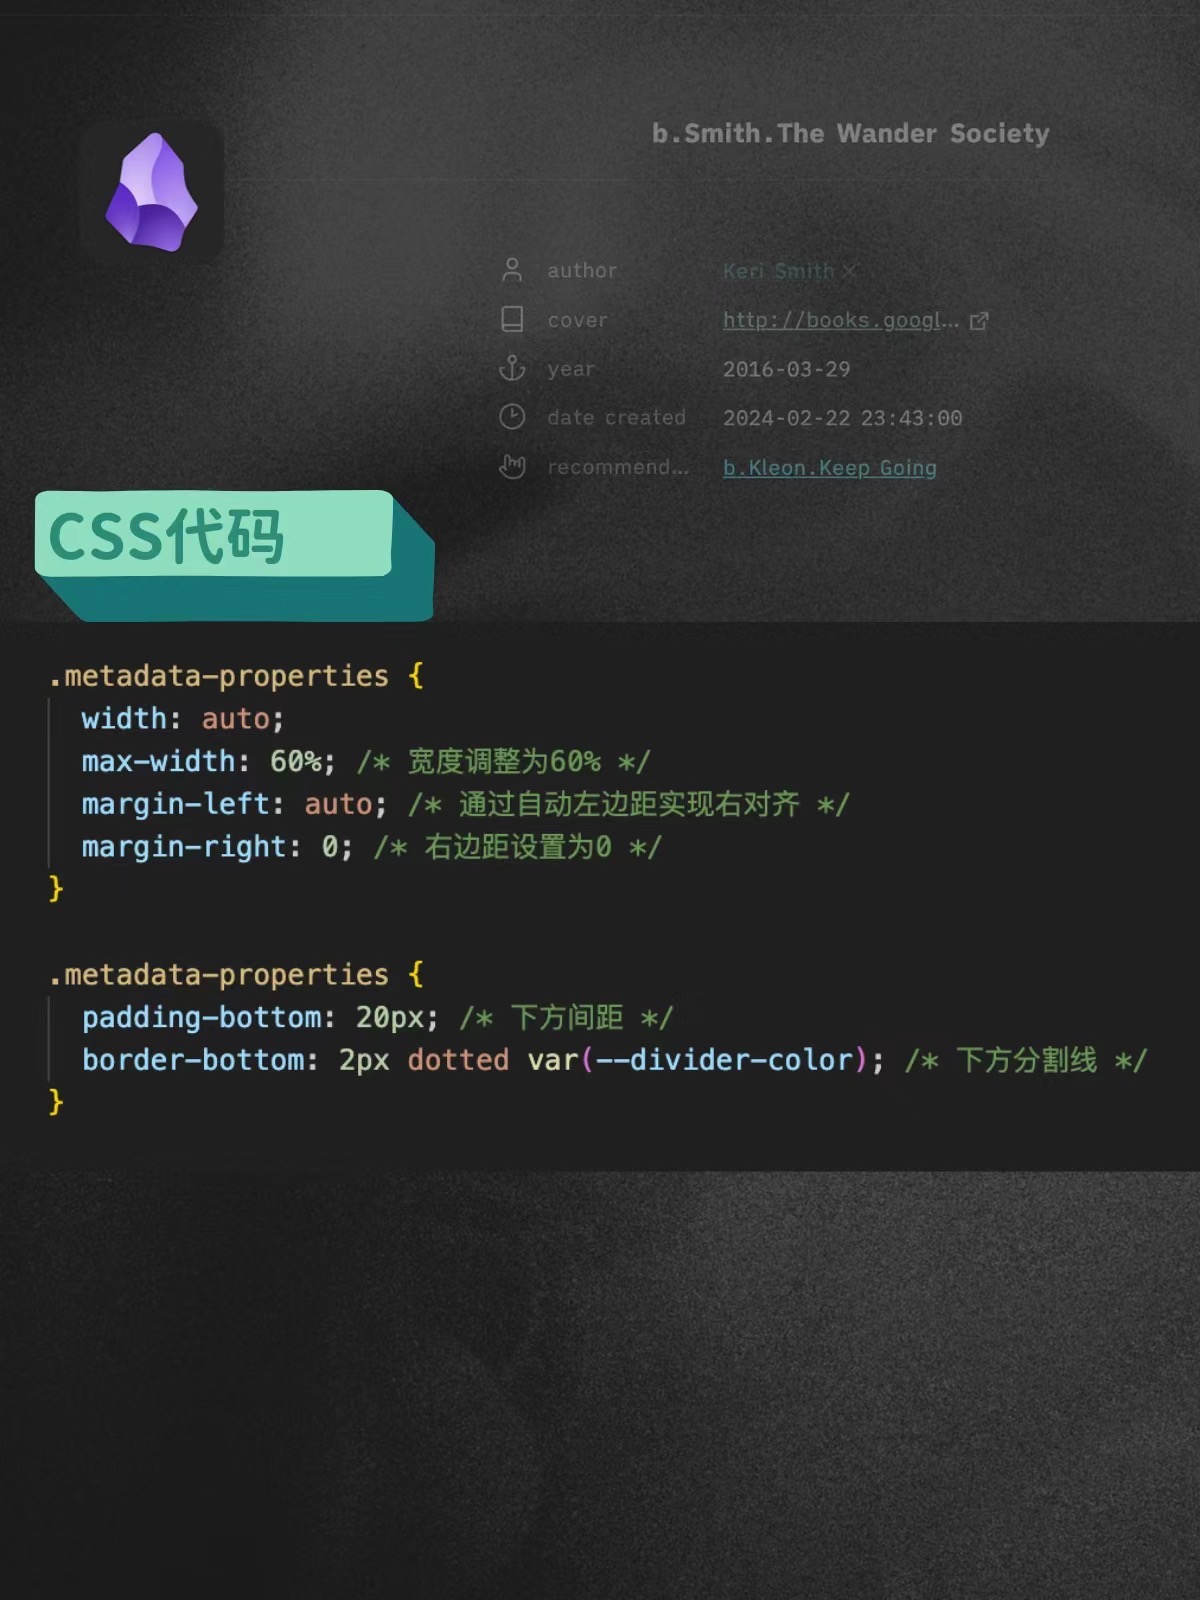 b.Smith.The Wander Society
author Keri Smith ×
cover http://books.googl...
year 2016-03-29
date created 2024-02-22 23:43:00
recommend... b.Kleon.Keep Going
CSS代码
.metadata-properties {
  width: auto;
  max-width: 60%; /* 宽度调整为60% */
  margin-left: auto; /* 通过自动左边距实现右对齐 */
  margin-right: 0; /* 右边距设置为0 */
}
.metadata-properties {
  padding-bottom: 20px; /* 下方间距 */
  border-bottom: 2px dotted var(--divider-color); /* 下方分割线 */
}